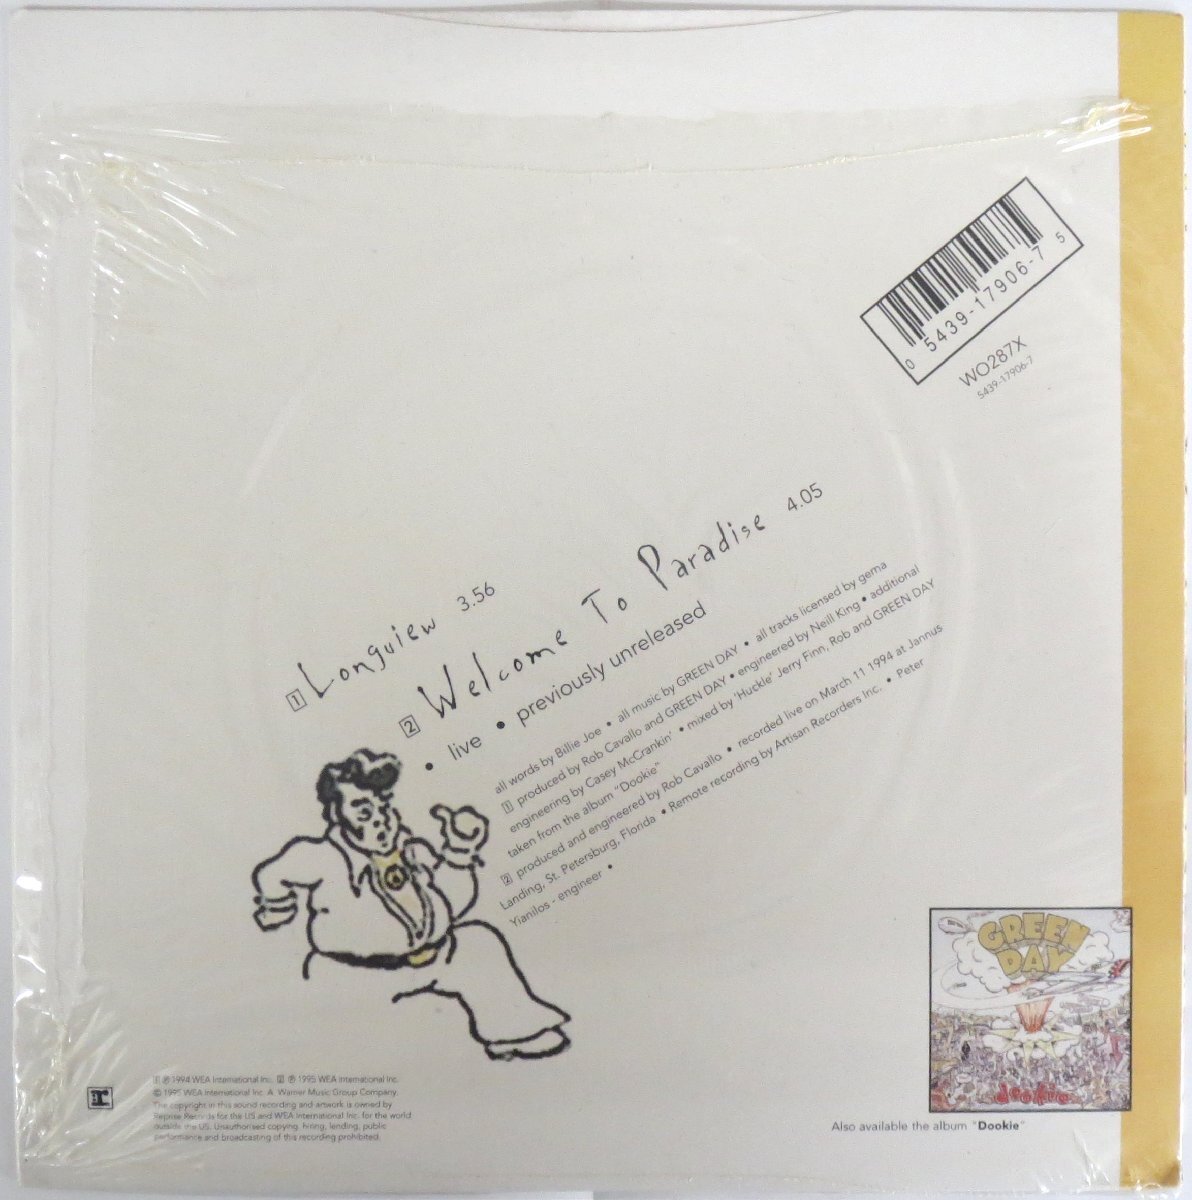 0 5439-17906-7 5
WO287X
5439-17906-7
1 Longview 3.56
2 Welcome To Paradise 4.05
• live • previously unreleased
all words by Billie Joe • all music by GREEN DAY • all tracks licensed by gema
1 produced by Rob Cavallo and GREEN DAY • engineered by Neill King • additional
engineering by Casey McCrankin' • mixed by 'Huckle' Jerry Finn, Rob and GREEN DAY
taken from the album "Dookie"
2 produced and engineered by Rob Cavallo • recorded live on March 11 1994 at Jannus
Landing, St. Petersburg, Florida • Remote recording by Artisan Recorders Inc. • Peter
Yianilos - engineer •
GREEN
DAY
dookie
Also available the album "Dookie"
r
1 ℗ 1994 WEA International Inc. 2 ℗ 1995 WEA International Inc.
© 1995 WEA International Inc. A Warner Music Group Company.
The copyright in this sound recording and artwork is owned by
Reprise Records for the US and WEA International Inc. for the world
outside the US. Unauthorised copying, hiring, lending, public
performance and broadcasting of this recording prohibited.